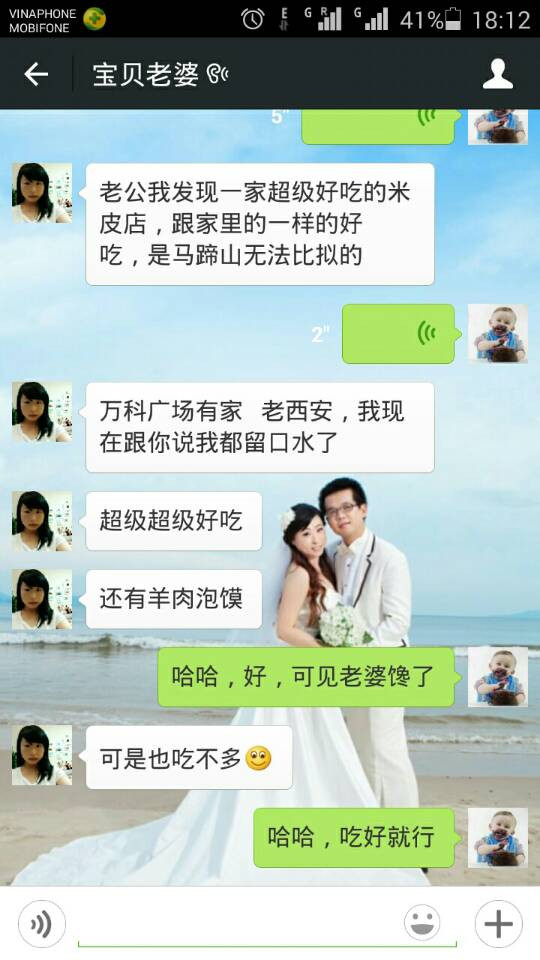 VINAPHONE
MOBIFONE
E G R G 41% 18:12
宝贝老婆
5"
老公我发现一家超级好吃的米
皮店，跟家里的一样的好
吃，是马蹄山无法比拟的
2"
万科广场有家 老西安，我现
在跟你说我都留口水了
超级超级好吃
还有羊肉泡馍
哈哈，好，可见老婆馋了
可是也吃不多
哈哈，吃好就行